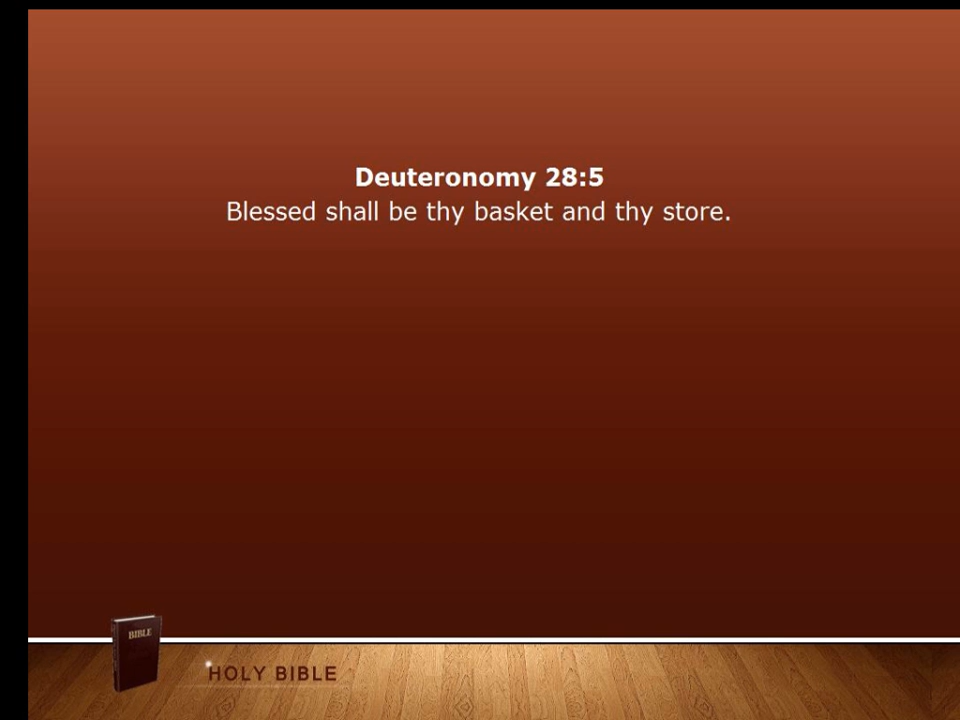 Deuteronomy 28:5
Blessed shall be thy basket and thy store.
BIBLE
HOLY BIBLE